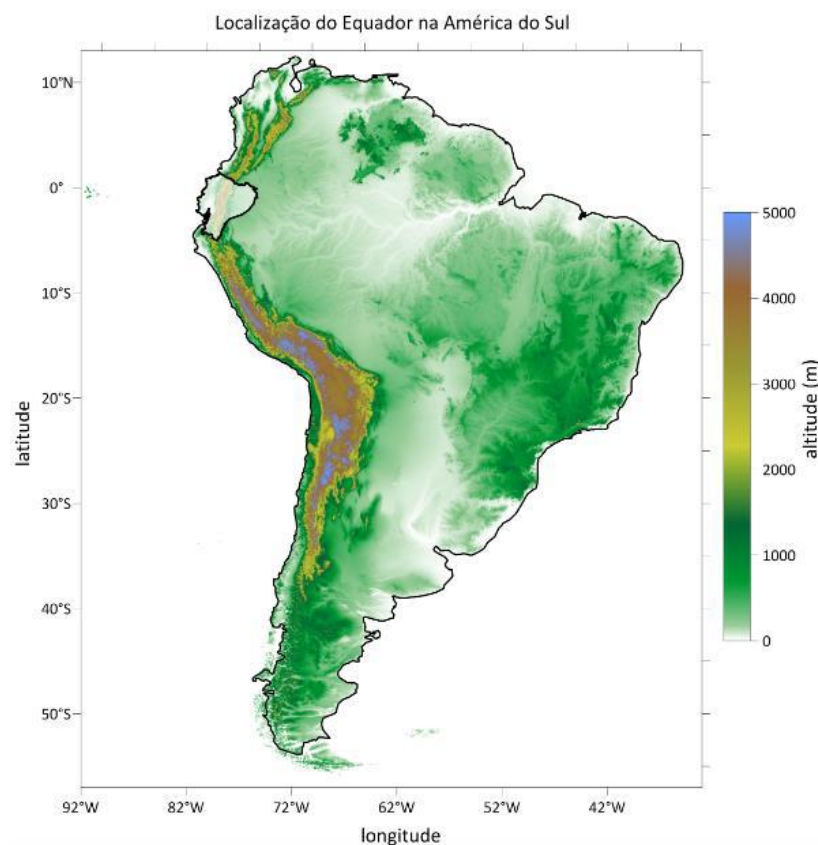 Localização do Equador na América do Sul
10°N
0°
10°S
20°S
30°S
40°S
50°S
latitude
92°W
82°W
72°W
62°W
52°W
42°W
longitude
5000
4000
3000
2000
1000
0
altitude (m)